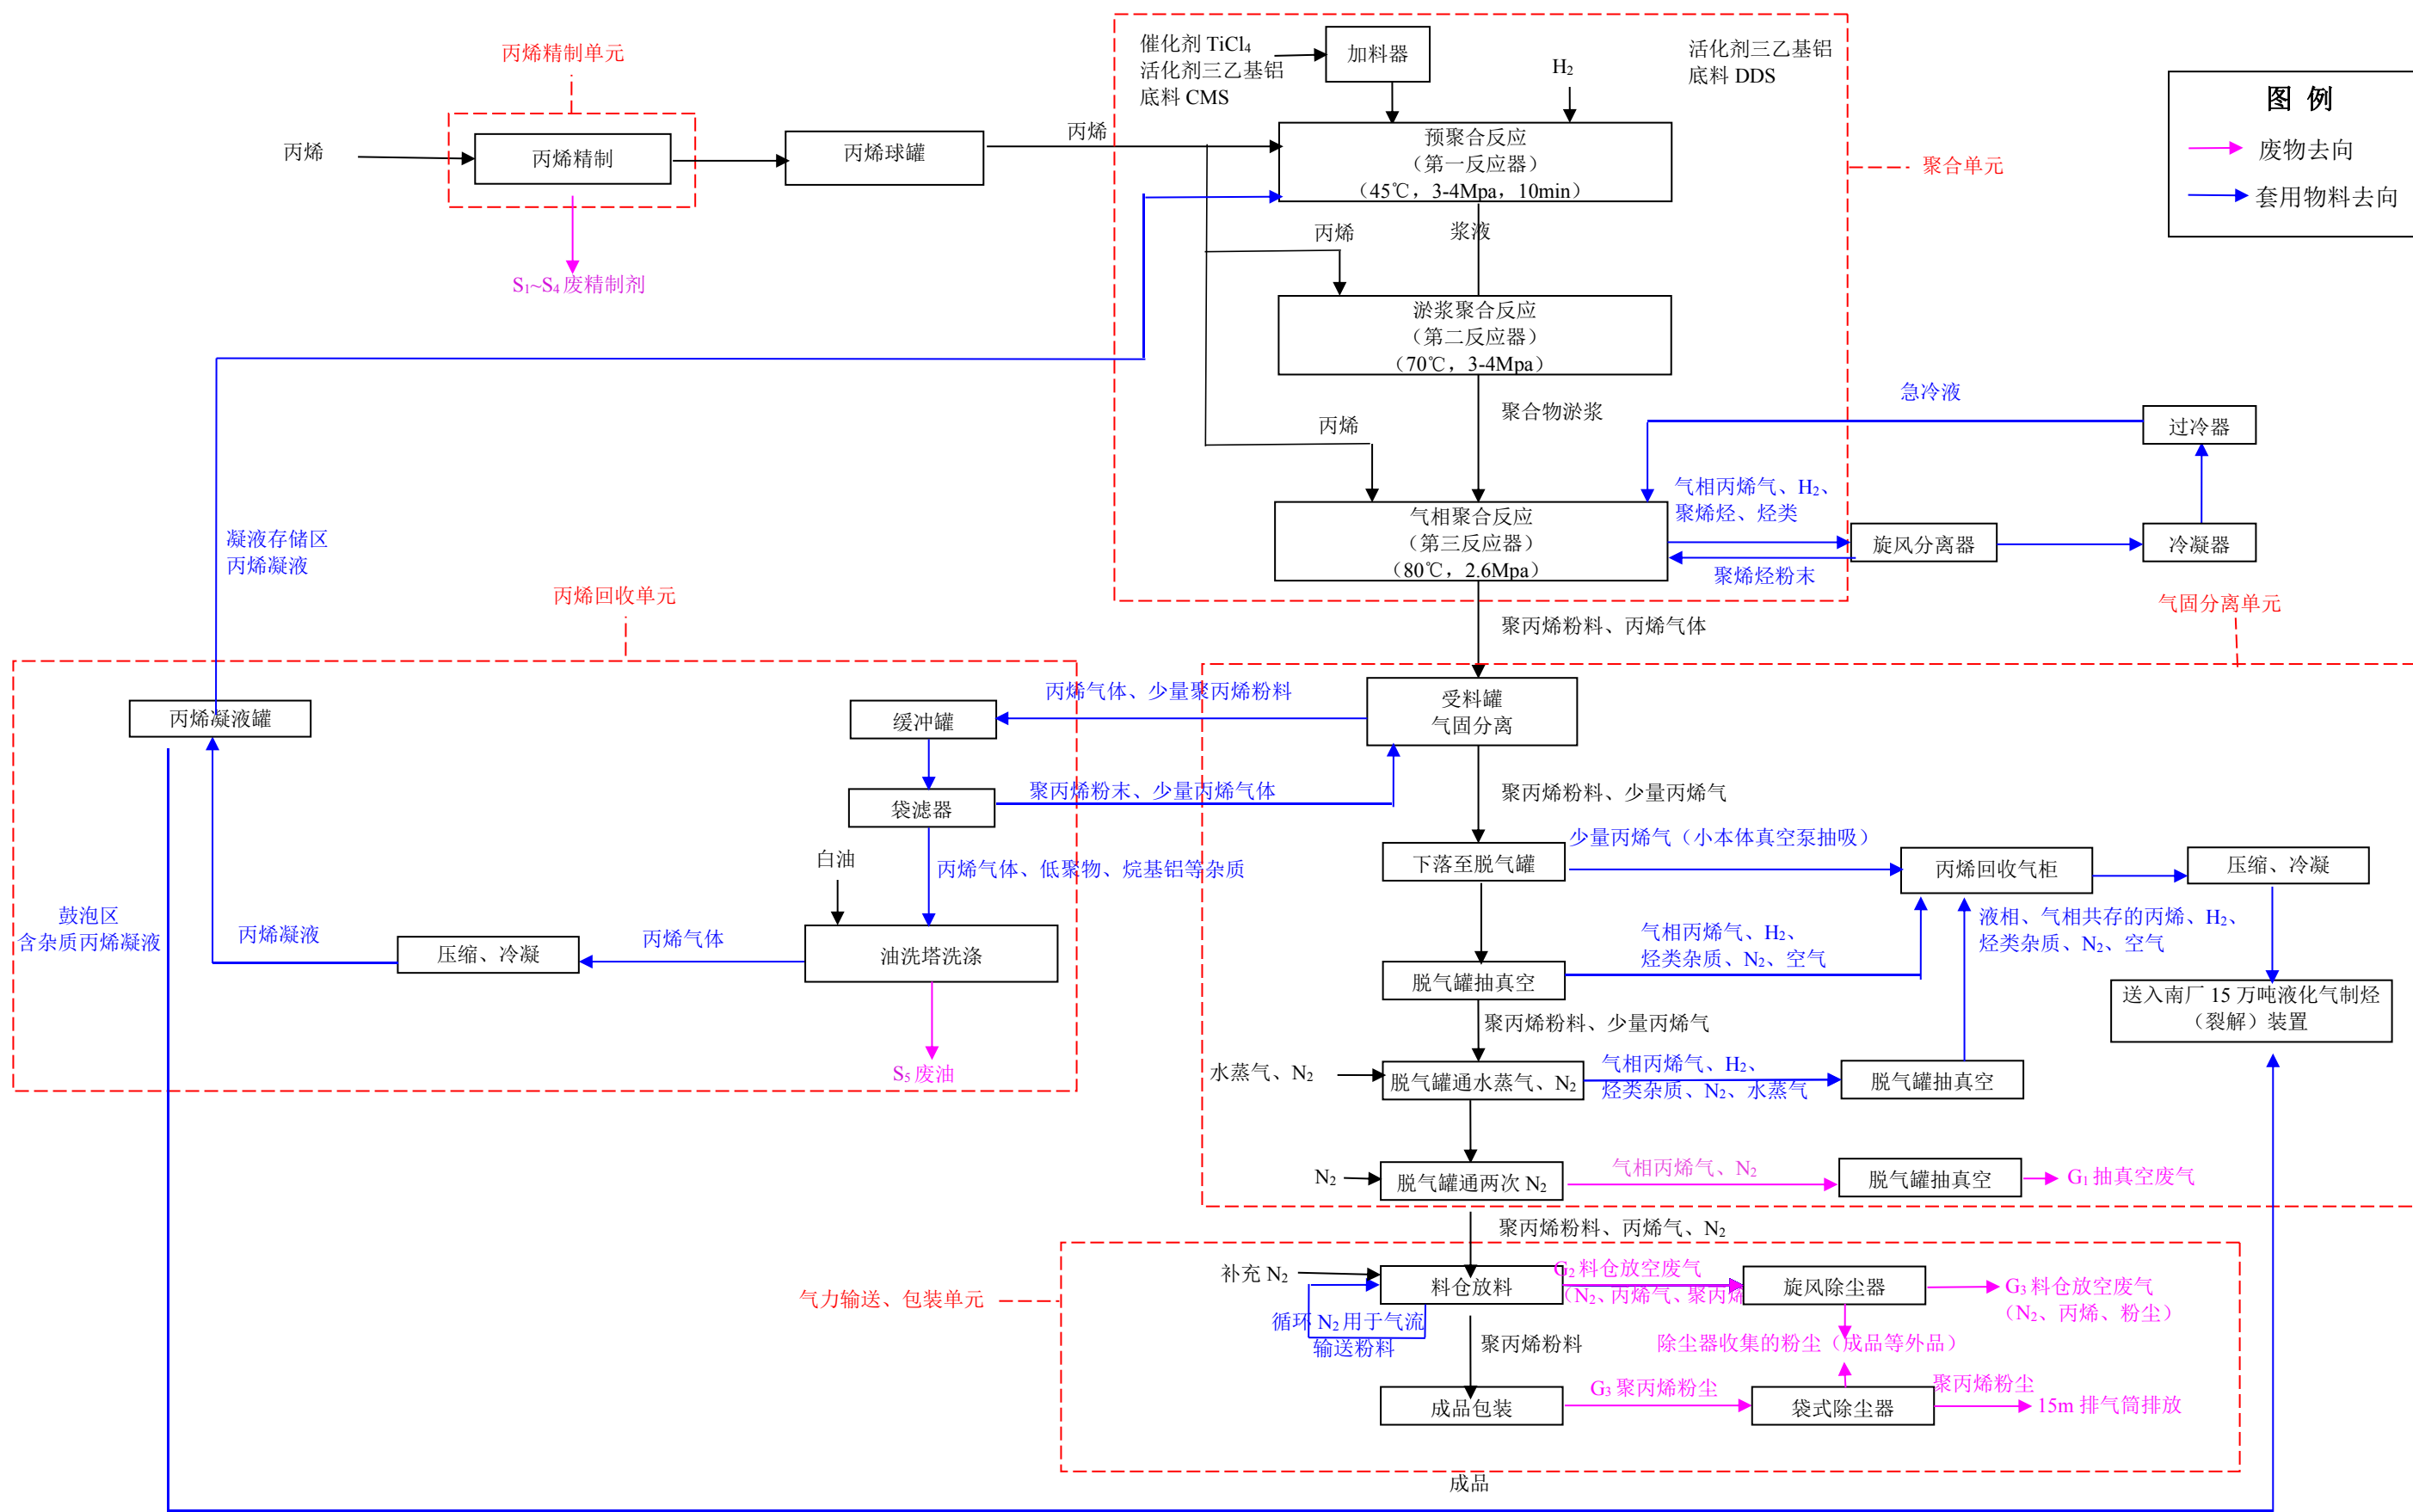 丙烯精制单元
丙烯
丙烯精制
S₁~S₄废精制剂
丙烯球罐
丙烯
催化剂 TiCl₄
活化剂三乙基铝
底料 CMS
加料器
H₂
活化剂三乙基铝
底料 DDS
图 例
废物去向
套用物料去向
预聚合反应
（第一反应器）
（45℃，3-4Mpa，10min）
聚合单元
丙烯
浆液
淤浆聚合反应
（第二反应器）
（70℃，3-4Mpa）
丙烯
聚合物淤浆
急冷液
过冷器
气相丙烯气、H₂、
聚烯烃、烃类
气相聚合反应
（第三反应器）
（80℃，2.6Mpa）
聚烯烃粉末
旋风分离器
冷凝器
凝液存储区
丙烯凝液
丙烯回收单元
气固分离单元
聚丙烯粉料、丙烯气体
丙烯凝液罐
缓冲罐
丙烯气体、少量聚丙烯粉料
受料罐
气固分离
袋滤器
聚丙烯粉末、少量丙烯气体
聚丙烯粉料、少量丙烯气
白油
丙烯气体、低聚物、烷基铝等杂质
下落至脱气罐
少量丙烯气（小本体真空泵抽吸）
丙烯回收气柜
压缩、冷凝
鼓泡区
含杂质丙烯凝液
丙烯凝液
压缩、冷凝
丙烯气体
油洗塔洗涤
S₅废油
气相丙烯气、H₂、
烃类杂质、N₂、空气
液相、气相共存的丙烯、H₂、
烃类杂质、N₂、空气
脱气罐抽真空
送入南厂 15 万吨液化气制烃
（裂解）装置
聚丙烯粉料、少量丙烯气
水蒸气、N₂
脱气罐通水蒸气、N₂
气相丙烯气、H₂、
烃类杂质、N₂、水蒸气
脱气罐抽真空
N₂
脱气罐通两次 N₂
气相丙烯气、N₂
脱气罐抽真空
G₁抽真空废气
聚丙烯粉料、丙烯气、N₂
气力输送、包装单元
补充 N₂
料仓放料
G₂料仓放空废气
（N₂、丙烯气、聚丙烯
旋风除尘器
G₃料仓放空废气
（N₂、丙烯、粉尘）
循环 N₂用于气流
输送粉料
聚丙烯粉料
除尘器收集的粉尘（成品等外品）
成品包装
G₃聚丙烯粉尘
袋式除尘器
聚丙烯粉尘
15m 排气筒排放
成品